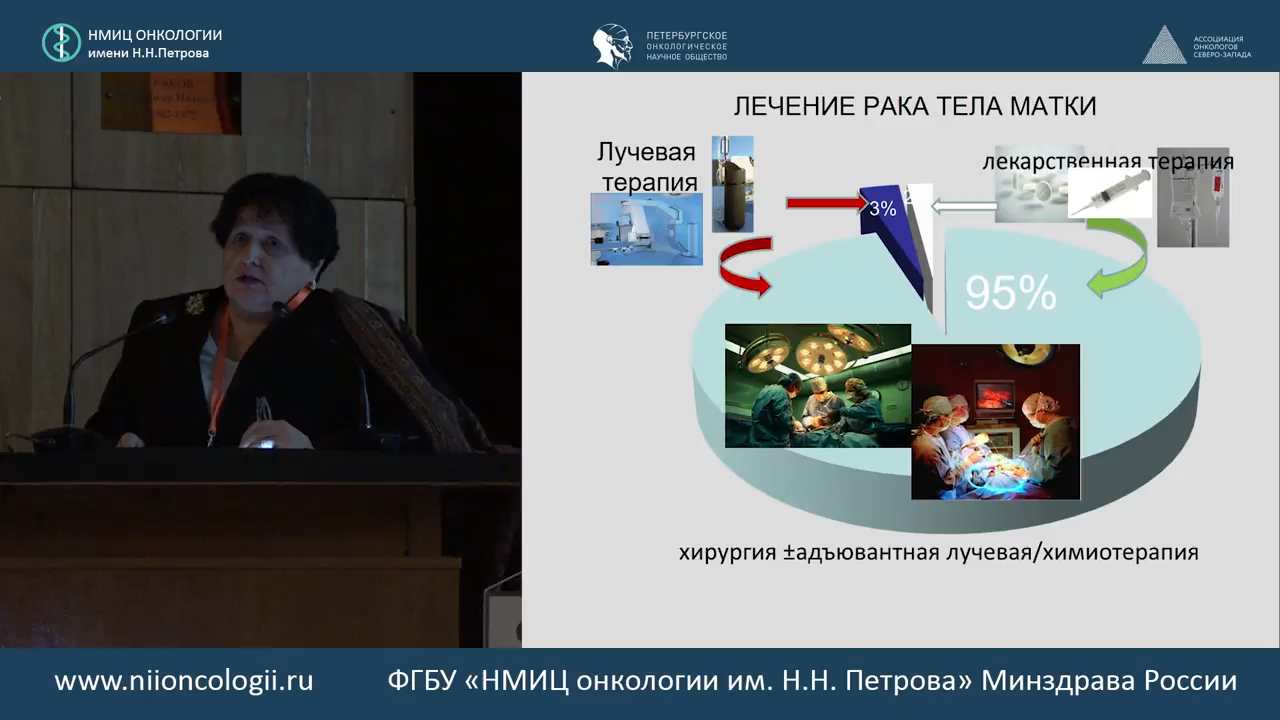 НМИЦ ОНКОЛОГИИ
имени Н.Н.Петрова
ПЕТЕРБУРГСКОЕ
ОНКОЛОГИЧЕСКОЕ
НАУЧНОЕ ОБЩЕСТВО
АССОЦИАЦИЯ
ОНКОЛОГОВ
СЕВЕРО-ЗАПАДА
ЛЕЧЕНИЕ РАКА ТЕЛА МАТКИ
Лучевая
терапия
лекарственная терапия
3%
95%
хирургия ±адъювантная лучевая/химиотерапия
www.niioncologii.ru
ФГБУ «НМИЦ онкологии им. Н.Н. Петрова» Минздрава России